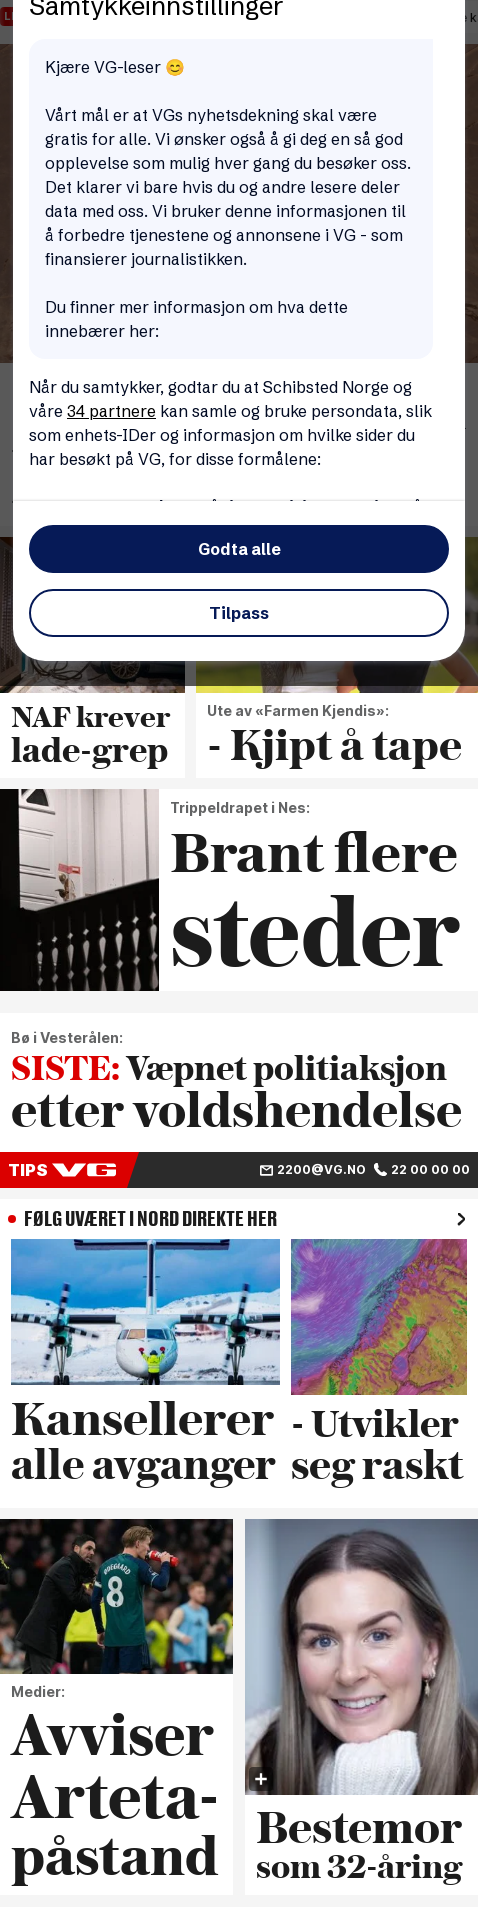 Samtykkeinnstillinger
Kjære VG-leser 😊
Vårt mål er at VGs nyhetsdekning skal være
gratis for alle. Vi ønsker også å gi deg en så god
opplevelse som mulig hver gang du besøker oss.
Det klarer vi bare hvis du og andre lesere deler
data med oss. Vi bruker denne informasjonen til
å forbedre tjenestene og annonsene i VG - som
finansierer journalistikken.
Du finner mer informasjon om hva dette
innebærer her:
Når du samtykker, godtar du at Schibsted Norge og
våre 34 partnere kan samle og bruke persondata, slik
som enhets-IDer og informasjon om hvilke sider du
har besøkt på VG, for disse formålene:
Godta alle
Tilpass
NAF krever
lade-grep
Ute av «Farmen Kjendis»:
- Kjipt å tape
Trippeldrapet i Nes:
Brant flere
steder
Bø i Vesterålen:
SISTE: Væpnet politiaksjon
etter voldshendelse
TIPS VG 2200@VG.NO 22 00 00 00
FØLG UVÆRET I NORD DIREKTE HER
Kansellerer
alle avganger
- Utvikler
seg raskt
ØDEGAARD
8
Medier:
Avviser
Arteta-
påstand
Bestemor
som 32-åring